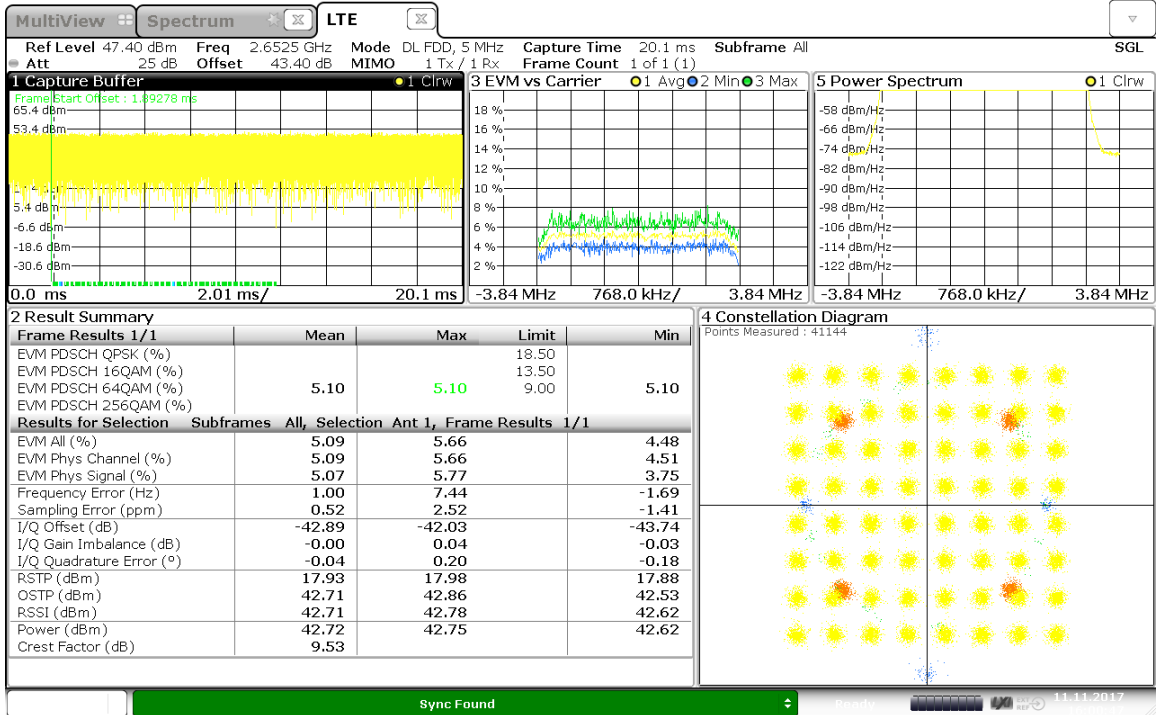 MultiView Spectrum LTE
Ref Level 47.40 dBm Freq 2.6525 GHz Mode DL FDD, 5 MHz Capture Time 20.1 ms Subframe All SGL
Att 25 dB Offset 43.40 dB MIMO 1 Tx / 1 Rx Frame Count 1 of 1 (1)
1 Capture Buffer 1 Clrw
Frame Start Offset : 1.89278 ms
65.4 dBm
53.4 dBm
5.4 dBm
-6.6 dBm
-18.6 dBm
-30.6 dBm
0.0 ms 2.01 ms/ 20.1 ms
3 EVM vs Carrier 1 Avg 2 Min 3 Max
18 %
16 %
14 %
12 %
10 %
8 %
6 %
4 %
2 %
-3.84 MHz 768.0 kHz/ 3.84 MHz
5 Power Spectrum 1 Clrw
-58 dBm/Hz
-66 dBm/Hz
-74 dBm/Hz
-82 dBm/Hz
-90 dBm/Hz
-98 dBm/Hz
-106 dBm/Hz
-114 dBm/Hz
-122 dBm/Hz
-3.84 MHz 768.0 kHz/ 3.84 MHz
2 Result Summary
Frame Results 1/1 Mean Max Limit Min
EVM PDSCH QPSK (%) 18.50
EVM PDSCH 16QAM (%) 13.50
EVM PDSCH 64QAM (%) 5.10 5.10 9.00 5.10
EVM PDSCH 256QAM (%)
Results for Selection Subframes All, Selection Ant 1, Frame Results 1/1
EVM All (%) 5.09 5.66 4.48
EVM Phys Channel (%) 5.09 5.66 4.51
EVM Phys Signal (%) 5.07 5.77 3.75
Frequency Error (Hz) 1.00 7.44 -1.69
Sampling Error (ppm) 0.52 2.52 -1.41
I/Q Offset (dB) -42.89 -42.03 -43.74
I/Q Gain Imbalance (dB) -0.00 0.04 -0.03
I/Q Quadrature Error (°) -0.04 0.20 -0.18
RSTP (dBm) 17.93 17.98 17.88
OSTP (dBm) 42.71 42.86 42.53
RSSI (dBm) 42.71 42.78 42.62
Power (dBm) 42.72 42.75 42.62
Crest Factor (dB) 9.53
4 Constellation Diagram
Points Measured : 41144
Sync Found
Ready
LXI
EXT
REF
11.11.2017